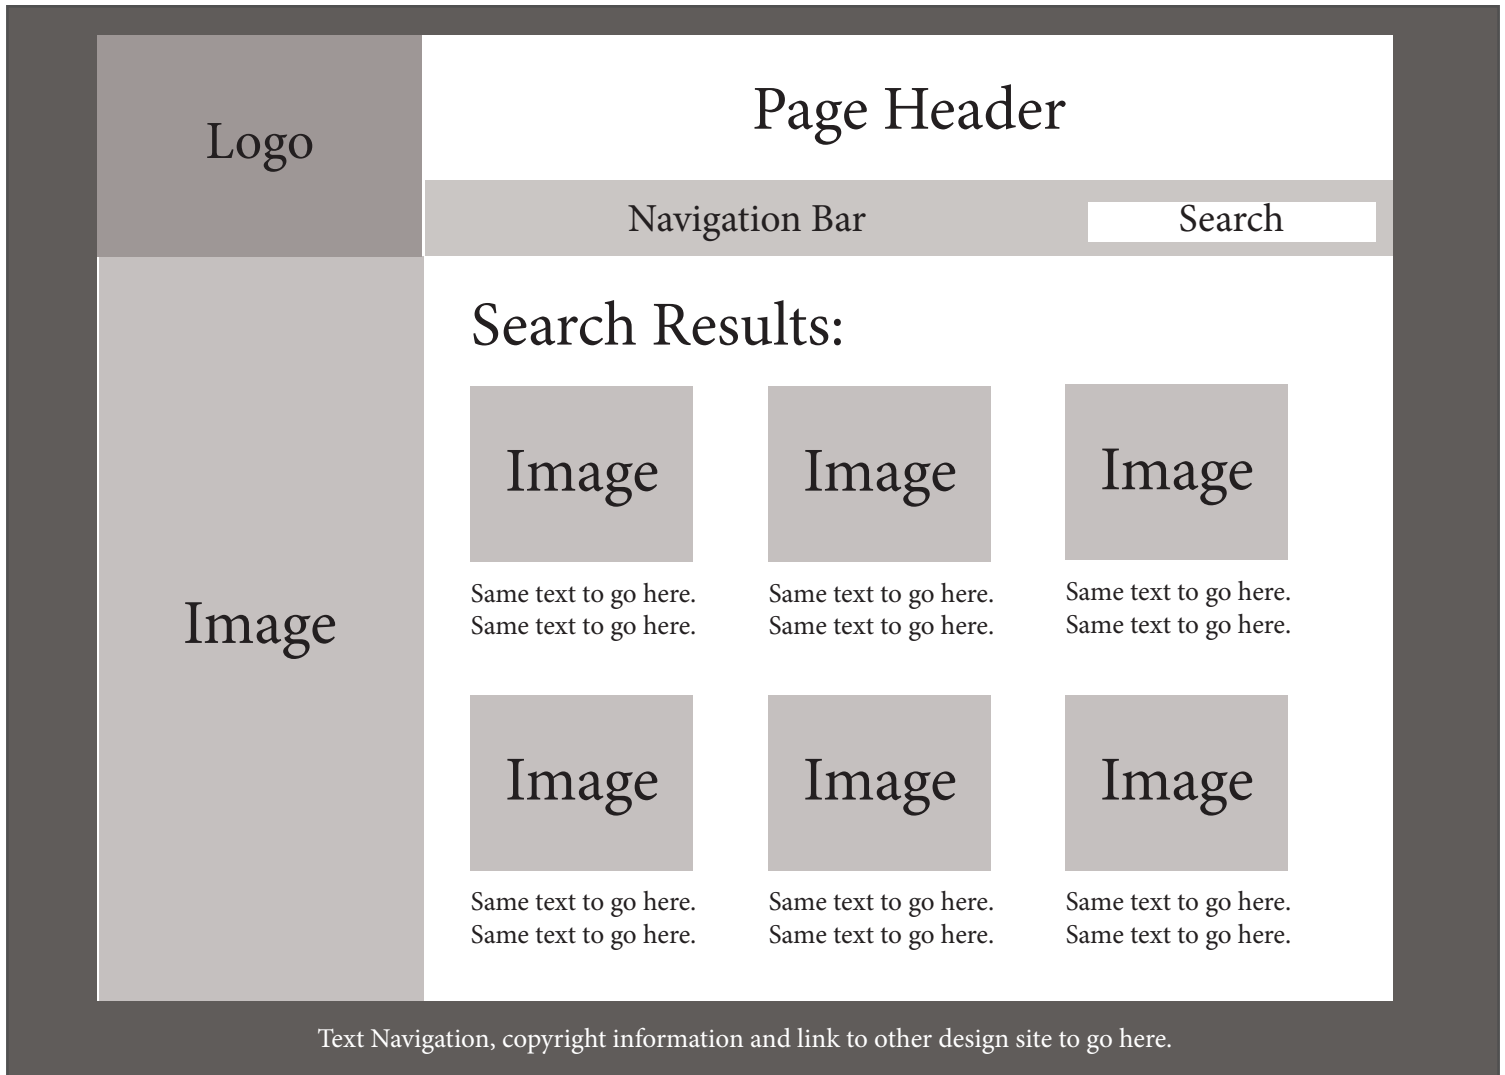 Logo
Page Header
Navigation Bar
Search
Image
Search Results:
Image
Image
Image
Same text to go here.
Same text to go here.
Same text to go here.
Same text to go here.
Same text to go here.
Same text to go here.
Image
Image
Image
Same text to go here.
Same text to go here.
Same text to go here.
Same text to go here.
Same text to go here.
Same text to go here.
Text Navigation, copyright information and link to other design site to go here.